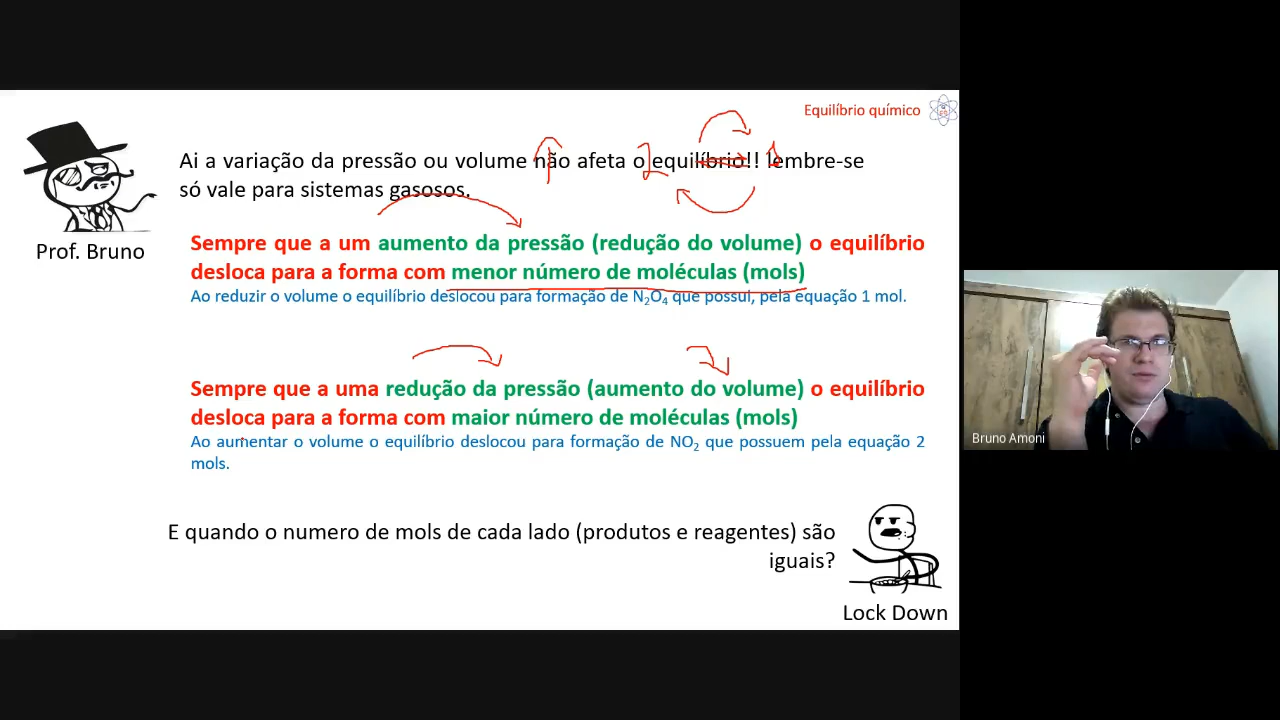 Equilíbrio químico
Ai a variação da pressão ou volume não afeta o equilíbrio!! lembre-se
só vale para sistemas gasosos.
Prof. Bruno
Sempre que a um aumento da pressão (redução do volume) o equilíbrio
desloca para a forma com menor número de moléculas (mols)
Ao reduzir o volume o equilíbrio deslocou para formação de N₂O₄ que possui, pela equação 1 mol.
Sempre que a uma redução da pressão (aumento do volume) o equilíbrio
desloca para a forma com maior número de moléculas (mols)
Ao aumentar o volume o equilíbrio deslocou para formação de NO₂ que possuem pela equação 2
mols.
E quando o numero de mols de cada lado (produtos e reagentes) são
iguais?
Lock Down
2
Bruno Amoni